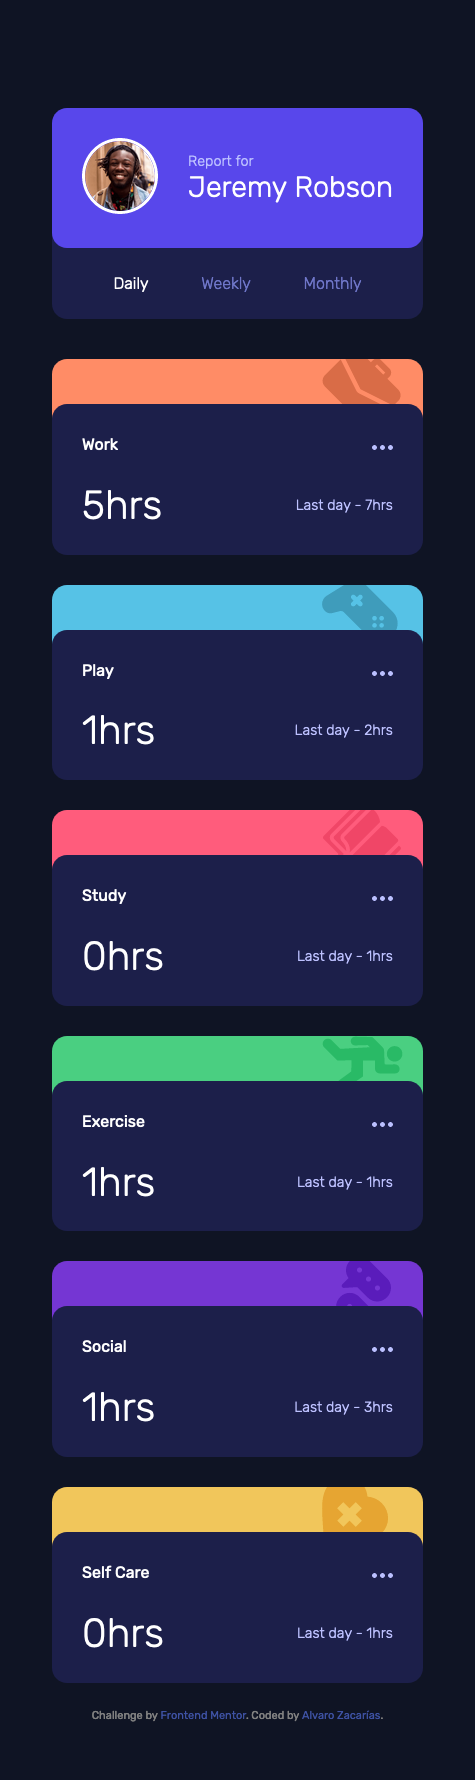 Report for
Jeremy Robson
Daily Weekly Monthly
Work
5hrs Last day - 7hrs
Play
1hrs Last day - 2hrs
Study
0hrs Last day - 1hrs
Exercise
1hrs Last day - 1hrs
Social
1hrs Last day - 3hrs
Self Care
0hrs Last day - 1hrs
Challenge by Frontend Mentor. Coded by Alvaro Zacarías.